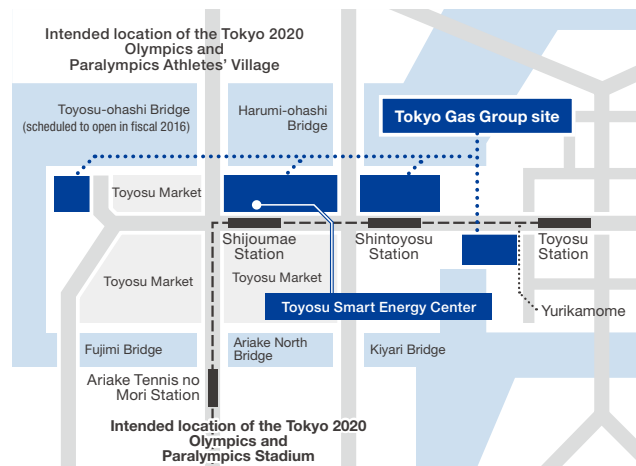 Intended location of the Tokyo 2020
Olympics and
Paralympics Athletes' Village
Toyosu-ohashi Bridge
(scheduled to open in fiscal 2016)
Harumi-ohashi
Bridge
Tokyo Gas Group site
Toyosu Market
Shijoumae
Station
Shintoyosu
Station
Toyosu
Station
Toyosu Market
Toyosu Market
Toyosu Smart Energy Center
Yurikamome
Fujimi Bridge
Ariake North
Bridge
Kiyari Bridge
Ariake Tennis no
Mori Station
Intended location of the Tokyo 2020
Olympics and
Paralympics Stadium